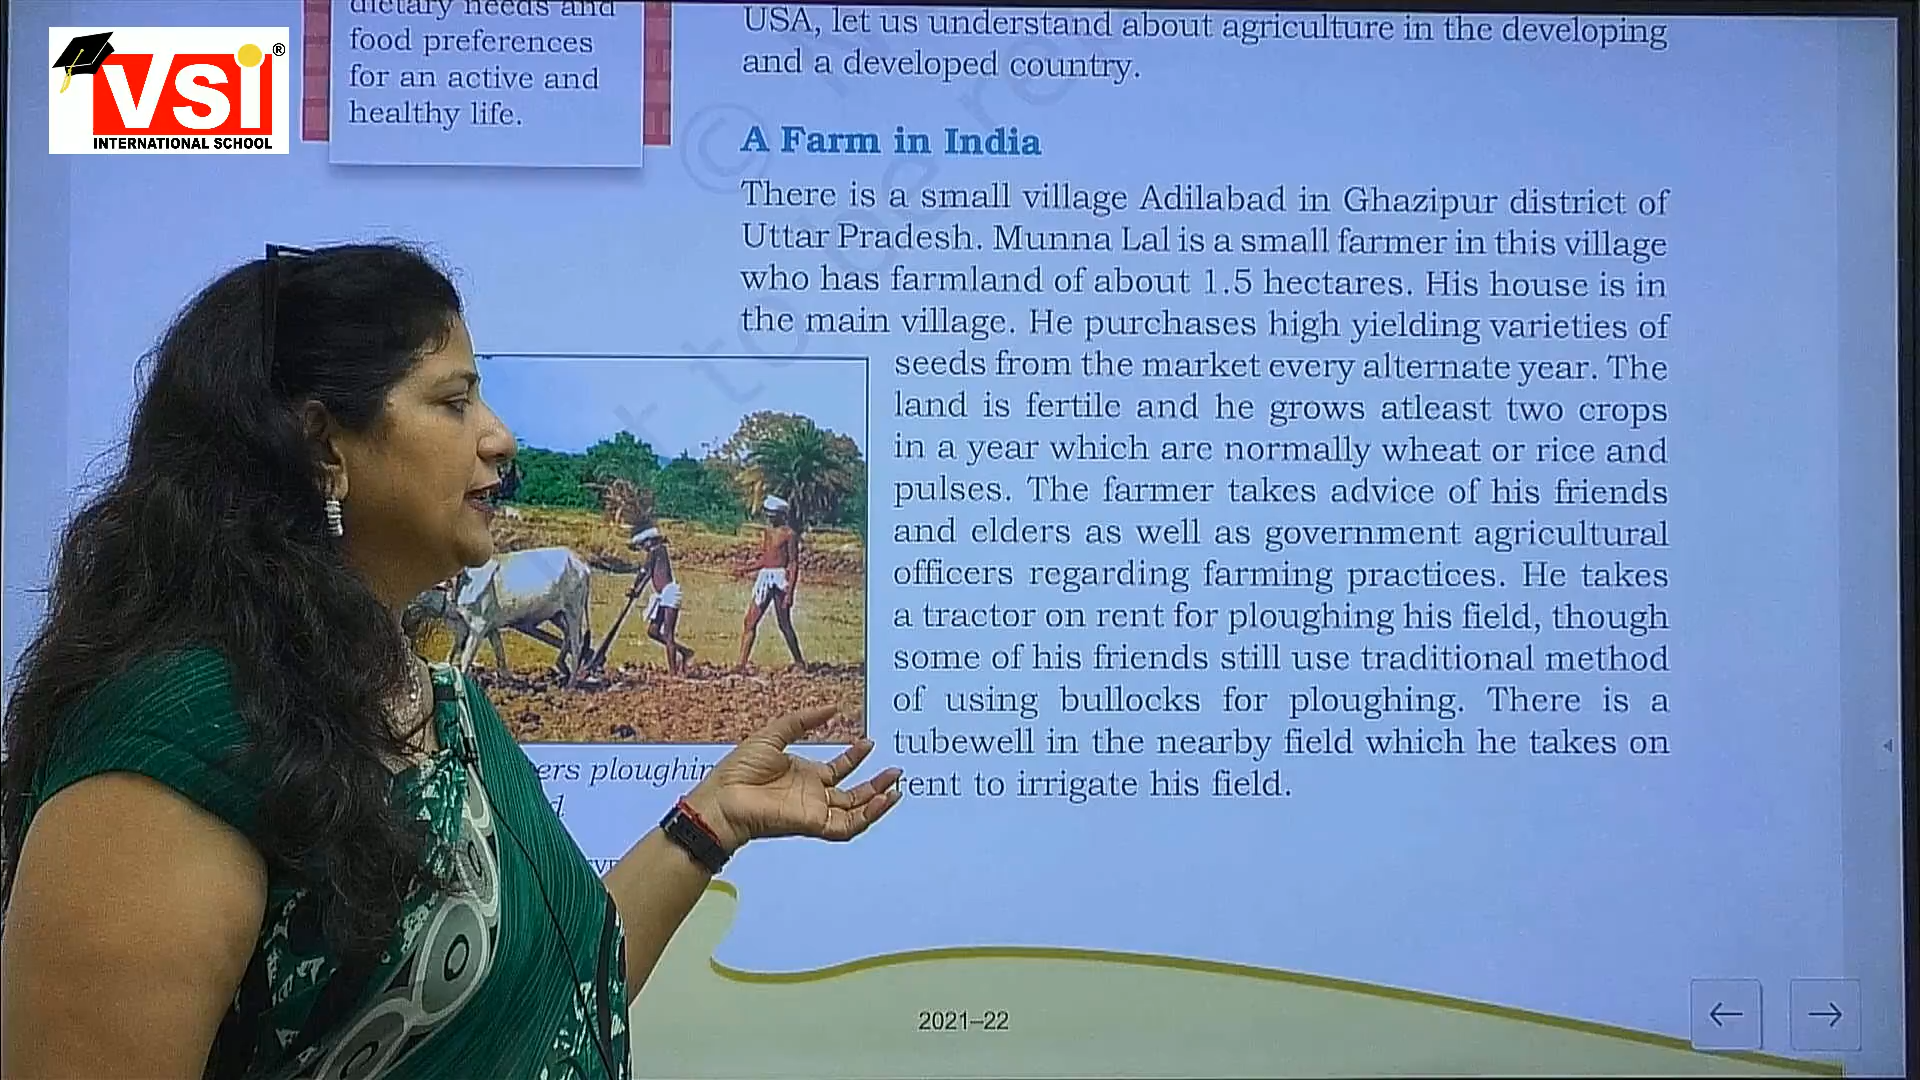 VSI ®
INTERNATIONAL SCHOOL
dietary needs and
food preferences
for an active and
healthy life.
USA, let us understand about agriculture in the developing
and a developed country.
A Farm in India
There is a small village Adilabad in Ghazipur district of
Uttar Pradesh. Munna Lal is a small farmer in this village
who has farmland of about 1.5 hectares. His house is in
the main village. He purchases high yielding varieties of
seeds from the market every alternate year. The
land is fertile and he grows atleast two crops
in a year which are normally wheat or rice and
pulses. The farmer takes advice of his friends
and elders as well as government agricultural
officers regarding farming practices. He takes
a tractor on rent for ploughing his field, though
some of his friends still use traditional method
of using bullocks for ploughing. There is a
tubewell in the nearby field which he takes on
rent to irrigate his field.
2021–22